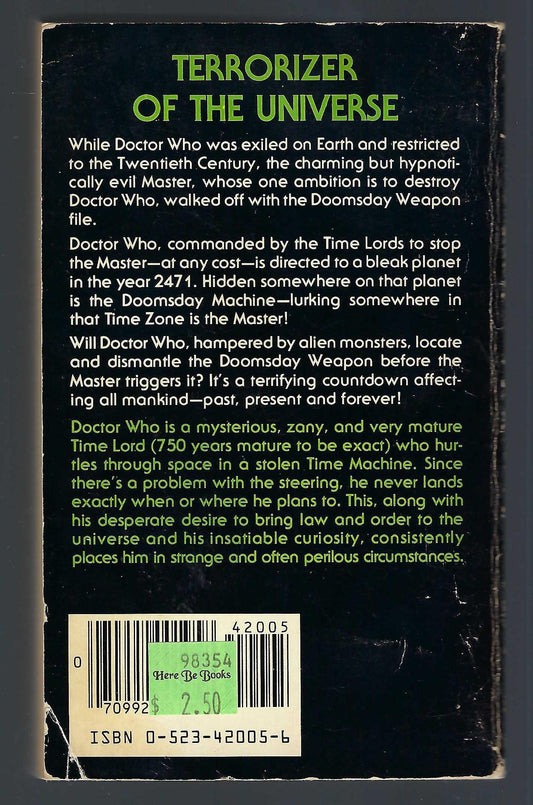 TERRORIZER
OF THE UNIVERSE
While Doctor Who was exiled on Earth and restricted
to the Twentieth Century, the charming but hypnoti-
cally evil Master, whose one ambition is to destroy
Doctor Who, walked off with the Doomsday Weapon
file.
Doctor Who, commanded by the Time Lords to stop
the Master—at any cost—is directed to a bleak planet
in the year 2471. Hidden somewhere on that planet
is the Doomsday Machine—lurking somewhere in
that Time Zone is the Master!
Will Doctor Who, hampered by alien monsters, locate
and dismantle the Doomsday Weapon before the
Master triggers it? It's a terrifying countdown affect-
ing all mankind—past, present and forever!
Doctor Who is a mysterious, zany, and very mature
Time Lord (750 years mature to be exact) who hur-
tles through space in a stolen Time Machine. Since
there's a problem with the steering, he never lands
exactly when or where he plans to. This, along with
his desperate desire to bring law and order to the
universe and his insatiable curiosity, consistently
places him in strange and often perilous circumstances.
42005
0
98354
Here Be Books
$ 2.50
70992
ISBN 0-523-42005-6